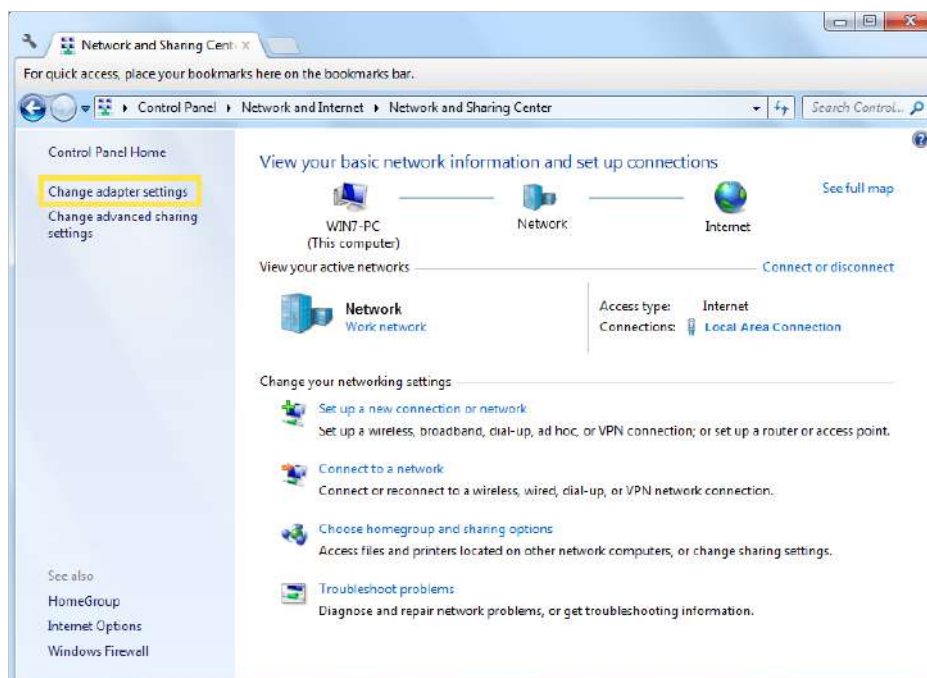 Network and Sharing Cent
For quick access, place your bookmarks here on the bookmarks bar.
Control Panel Network and Internet Network and Sharing Center
Search Control...
Control Panel Home
Change adapter settings
Change advanced sharing
settings
View your basic network information and set up connections
See full map
WIN7-PC
(This computer)
Network
Internet
View your active networks
Connect or disconnect
Network
Work network
Access type: Internet
Connections: Local Area Connection
Change your networking settings
Set up a new connection or network
Set up a wireless, broadband, dial-up, ad hoc, or VPN connection; or set up a router or access point.
Connect to a network
Connect or reconnect to a wireless, wired, dial-up, or VPN network connection.
Choose homegroup and sharing options
Access files and printers located on other network computers, or change sharing settings.
Troubleshoot problems
Diagnose and repair network problems, or get troubleshooting information.
See also
HomeGroup
Internet Options
Windows Firewall